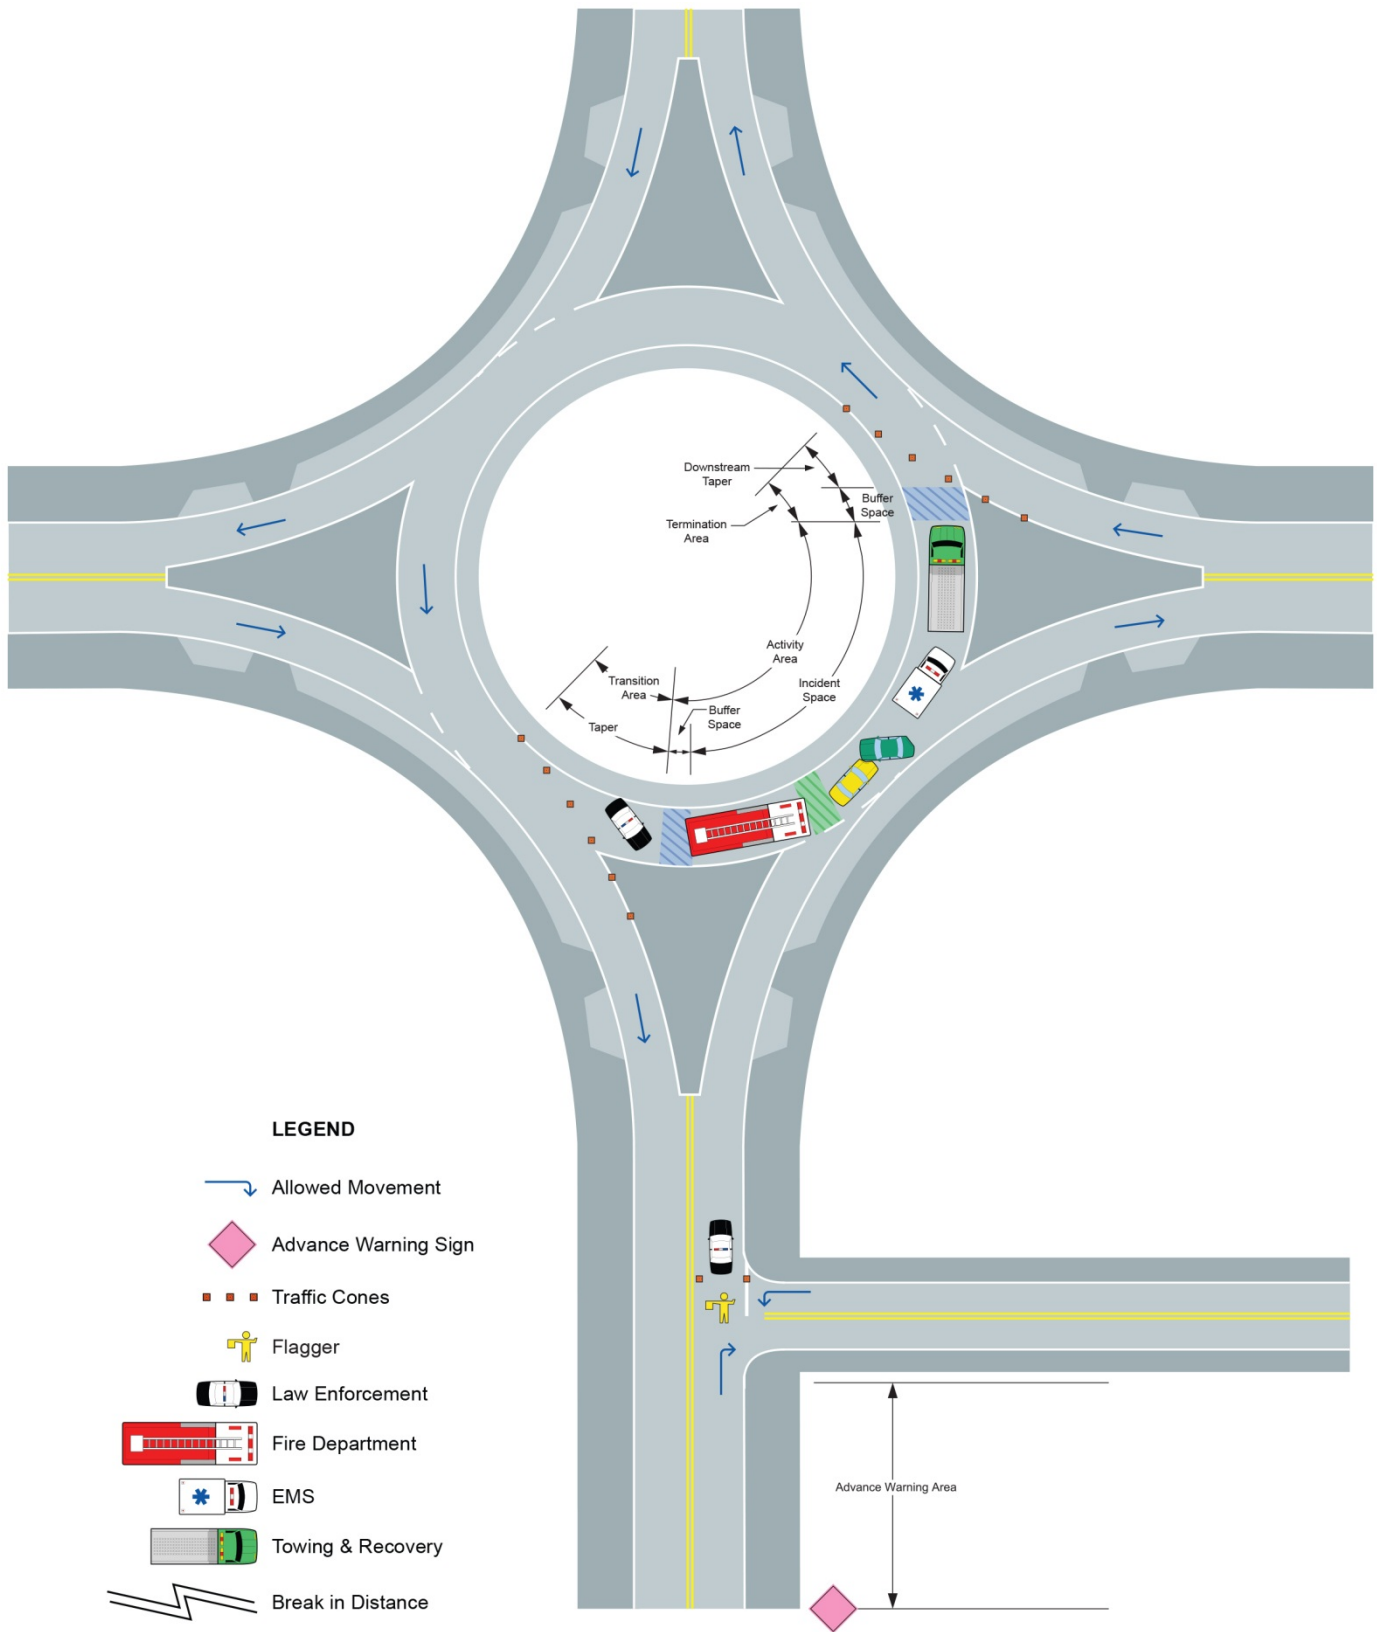 Downstream
Taper
Buffer
Space
Termination
Area
Activity
Area
Transition
Area
Incident
Space
Buffer
Space
Taper
LEGEND
Allowed Movement
Advance Warning Sign
Traffic Cones
Flagger
Law Enforcement
Fire Department
EMS
Towing & Recovery
Break in Distance
Advance Warning Area